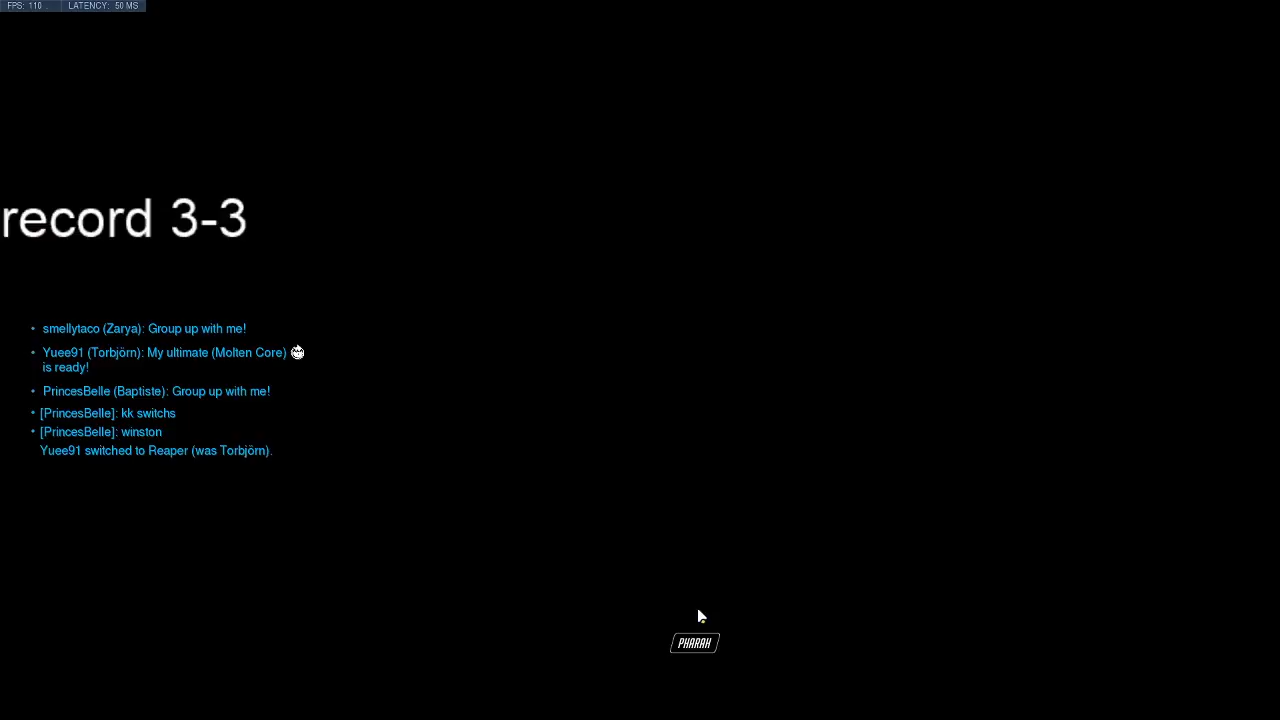 FPS: 110 LATENCY: 50 MS
record 3-3
• smellytaco (Zarya): Group up with me!
• Yuee91 (Torbjörn): My ultimate (Molten Core)
is ready!
• PrincesBelle (Baptiste): Group up with me!
• [PrincesBelle]: kk switchs
• [PrincesBelle]: winston
Yuee91 switched to Reaper (was Torbjörn).
PHARAH